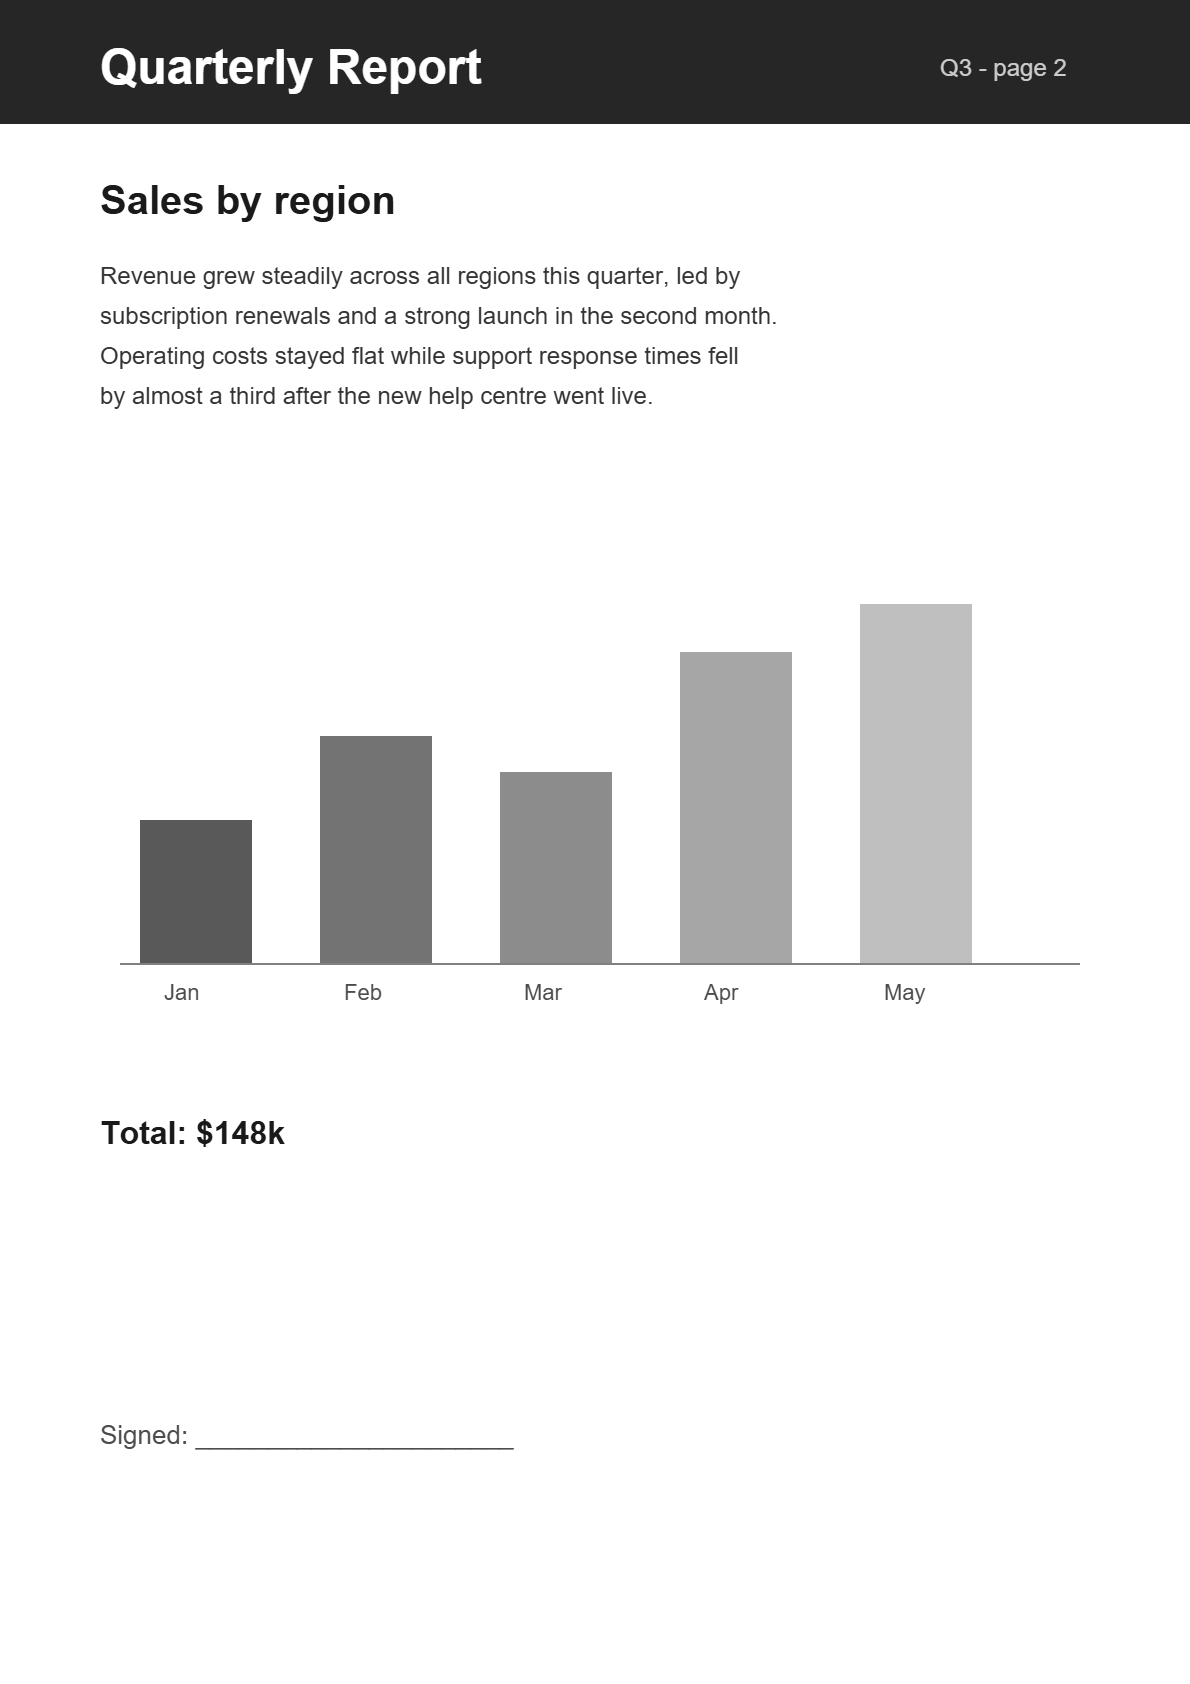 Quarterly Report
Q3 - page 2
Sales by region
Revenue grew steadily across all regions this quarter, led by
subscription renewals and a strong launch in the second month.
Operating costs stayed flat while support response times fell
by almost a third after the new help centre went live.
Jan Feb Mar Apr May
Total: $148k
Signed: ______________________